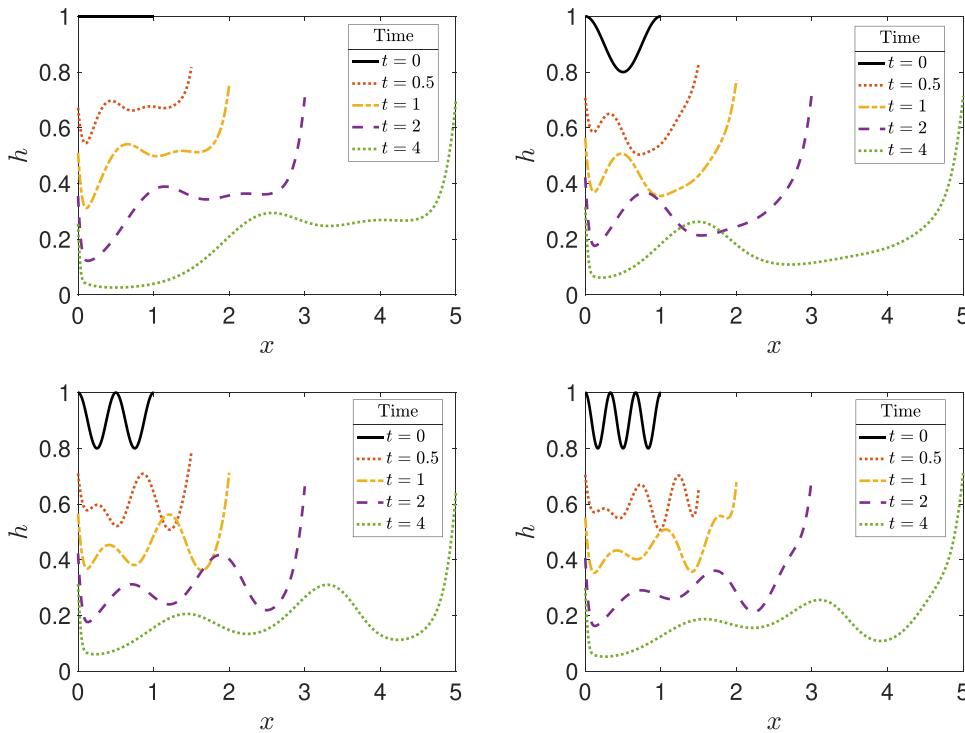 1
0.8
0.6
0.4
0.2
0
h
0 1 2 3 4 5
x
Time
t = 0
t = 0.5
t = 1
t = 2
t = 4
1
0.8
0.6
0.4
0.2
0
h
0 1 2 3 4 5
x
Time
t = 0
t = 0.5
t = 1
t = 2
t = 4
1
0.8
0.6
0.4
0.2
0
h
0 1 2 3 4 5
x
Time
t = 0
t = 0.5
t = 1
t = 2
t = 4
1
0.8
0.6
0.4
0.2
0
h
0 1 2 3 4 5
x
Time
t = 0
t = 0.5
t = 1
t = 2
t = 4